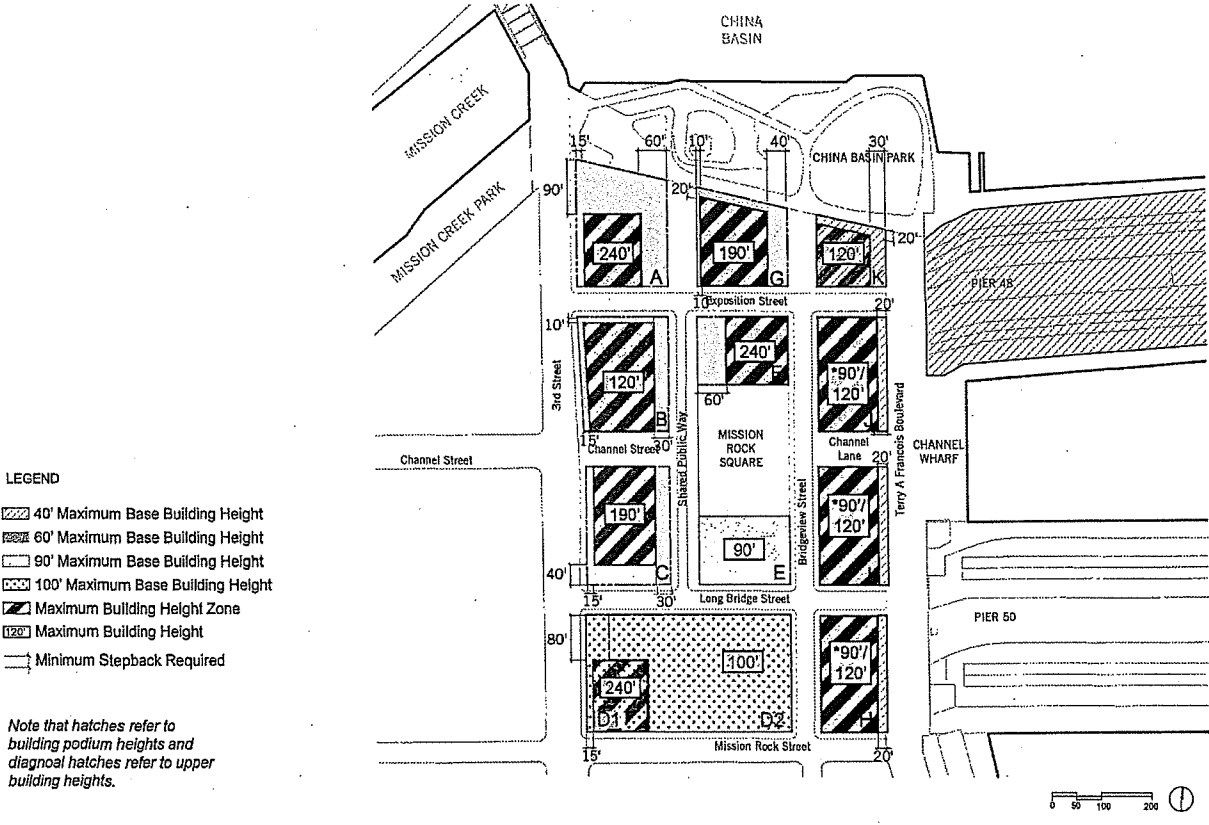 CHINA
BASIN
MISSION CREEK
MISSION CREEK PARK
15'
60'
10'
40'
30'
CHINA BASIN PARK
90'
20'
20'
240'
190'
120'
A
G
K
PIER 48
10'
Exposition Street
20'
10'
240'
120'
*90'/
120'
3rd Street
60'
B
F
J
15'
30'
MISSION
ROCK
SQUARE
Channel Street
Channel Street
Channel
Lane
20'
Shared Public Way
Bridgeview Street
Terry A Francois Boulevard
CHANNEL
WHARF
190'
*90'/
120'
90'
40'
C
E
I
15'
30'
Long Bridge Street
80'
PIER 50
100'
*90'/
120'
240'
D1
D2
H
15'
Mission Rock Street
20'
LEGEND
40' Maximum Base Building Height
60' Maximum Base Building Height
90' Maximum Base Building Height
100' Maximum Base Building Height
Maximum Building Height Zone
120' Maximum Building Height
Minimum Stepback Required
Note that hatches refer to
building podium heights and
diagnoal hatches refer to upper
building heights.
0 50 100 200